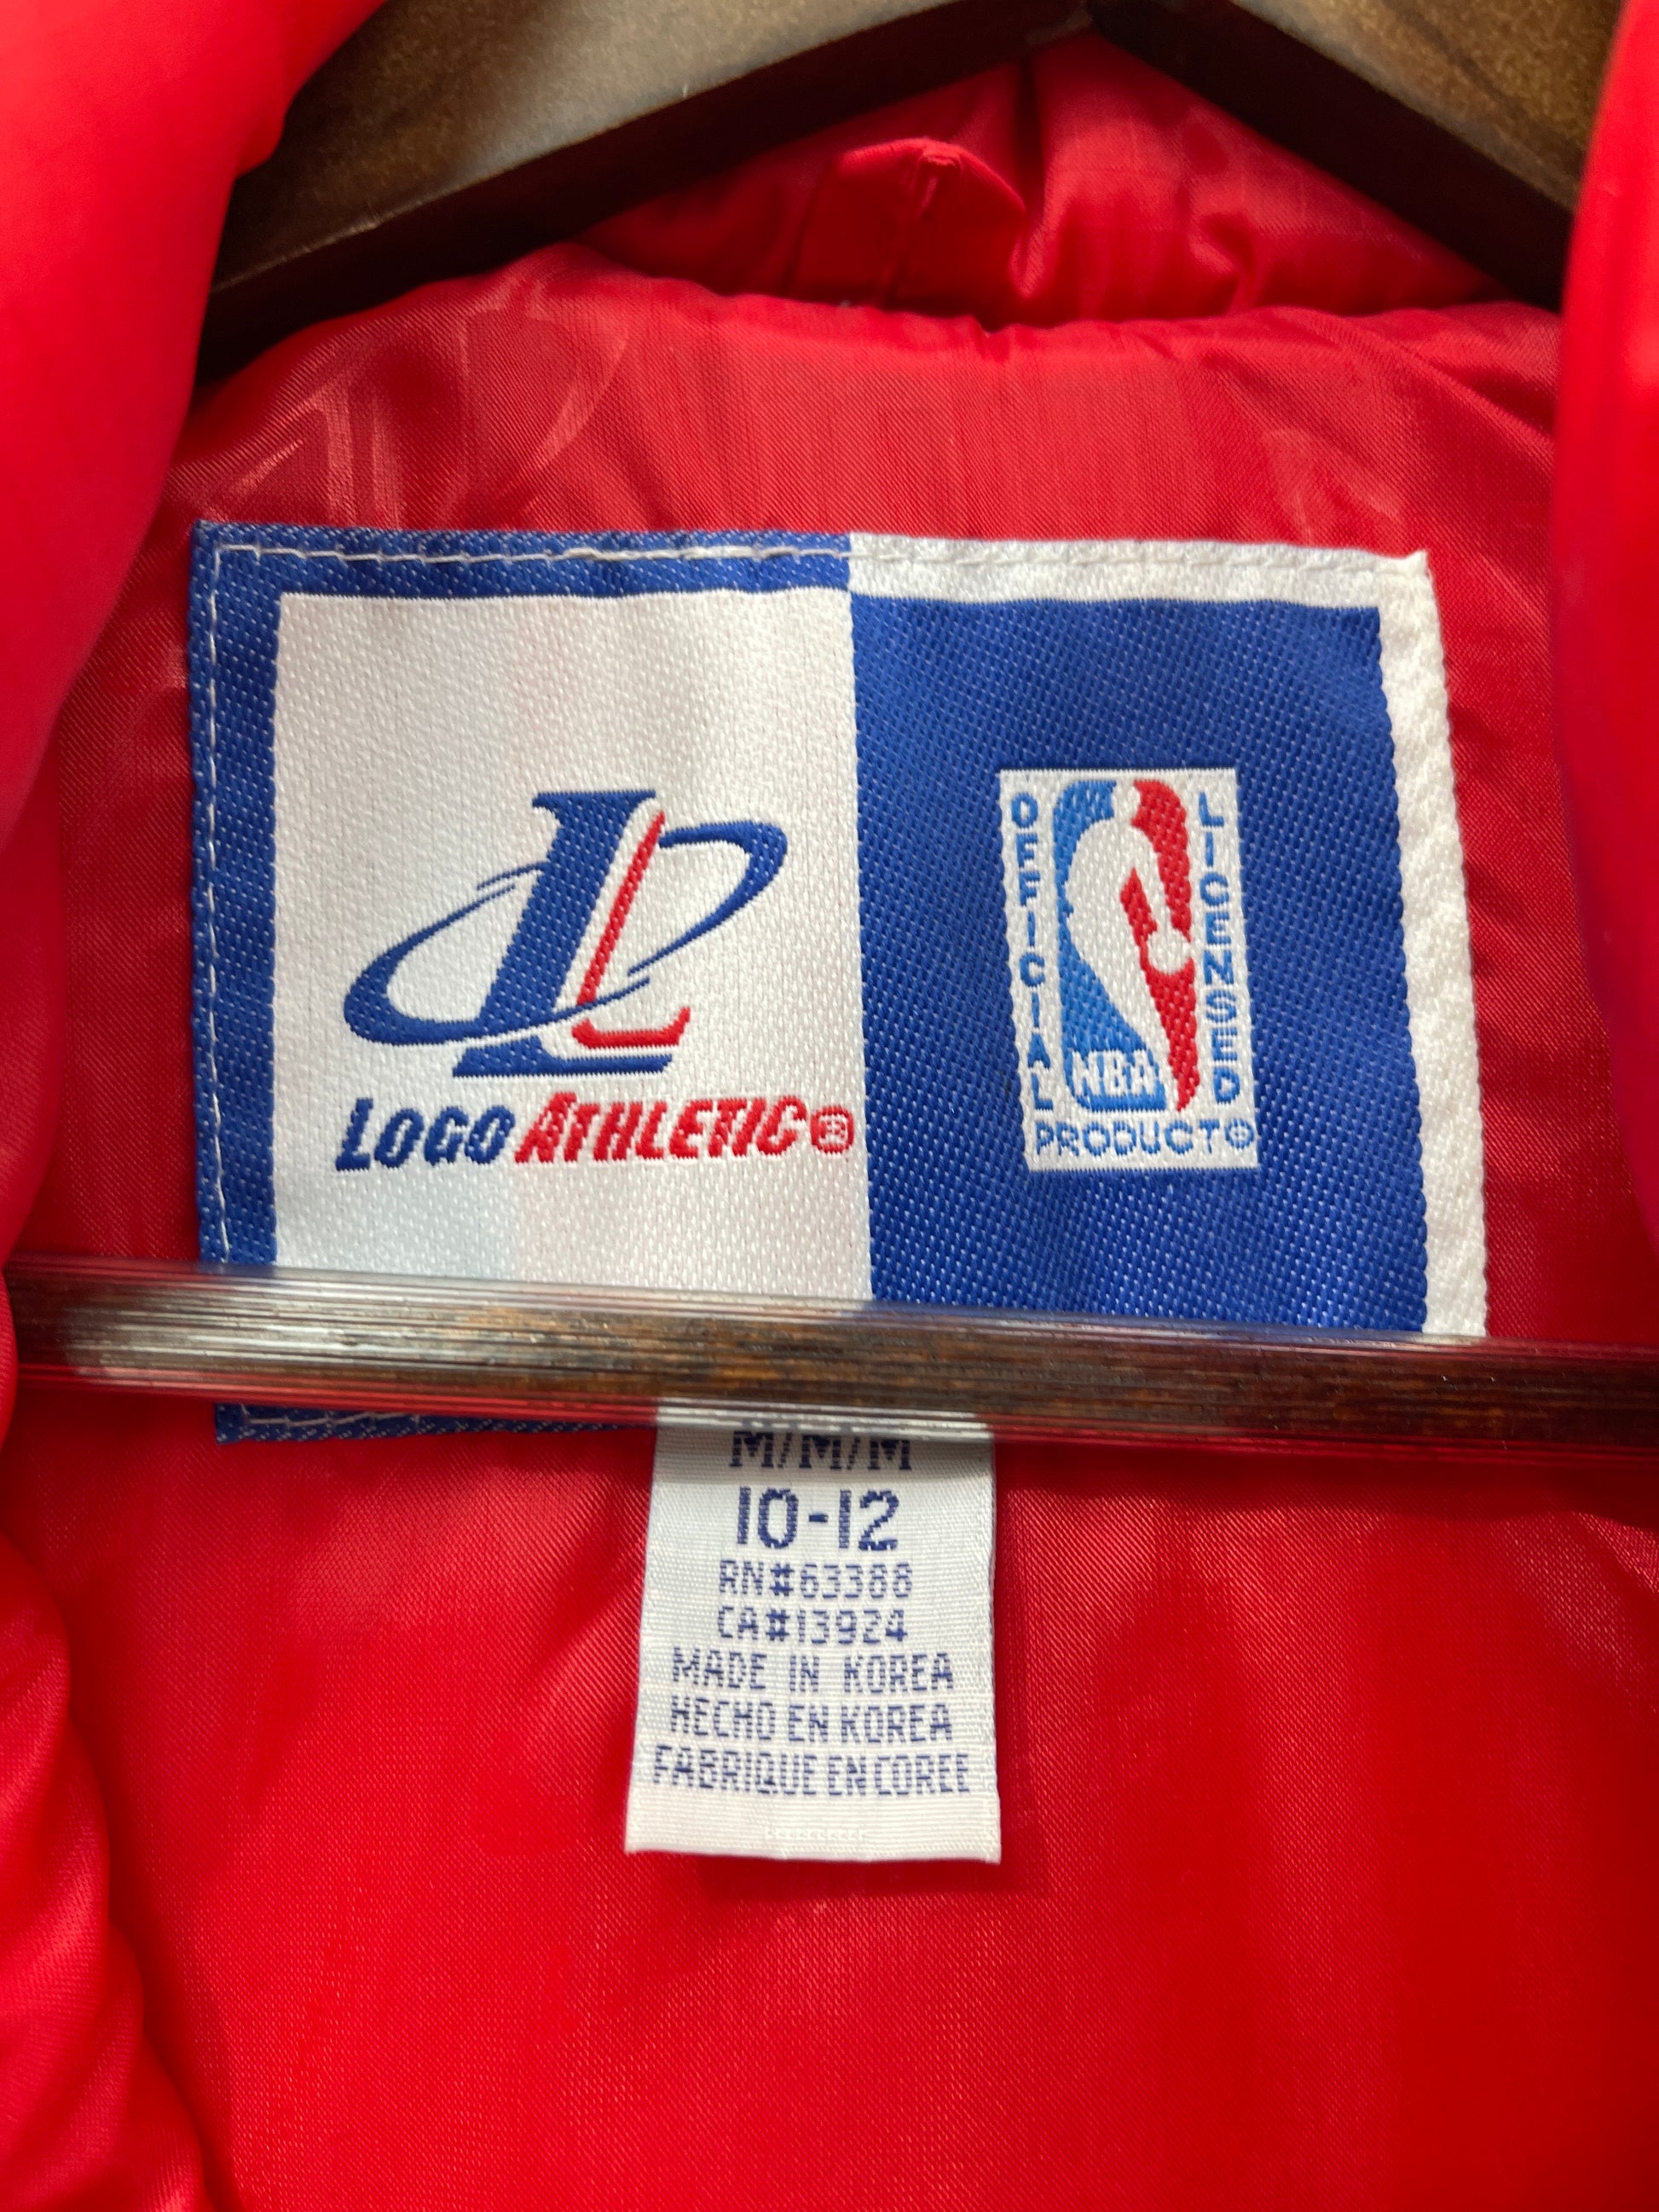 LOGO ATHLETIC®
OFFICIAL
LICENSED
NBA
PRODUCT®
M/M/M
10-12
RN#63388
CA#13924
MADE IN KOREA
HECHO EN KOREA
FABRIQUE EN COREE